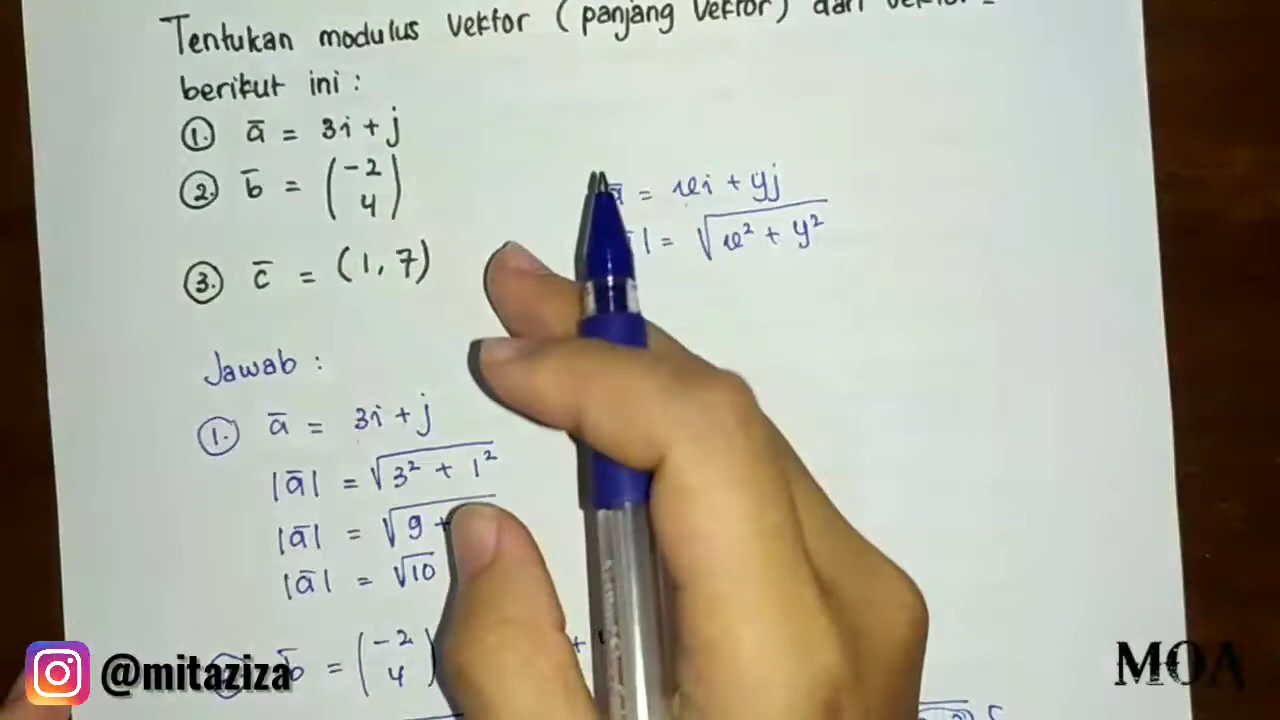 Tentukan modulus vektor (panjang vektor) dari vektor-
berikut ini :
1. ā = 3i + j
2. b̄ = (-2 4)
3. c̄ = (1, 7)
ā = xi + yj
| = √x² + y²
Jawab :
1. ā = 3i + j
|ā| = √3² + 1²
|ā| = √9 +
|ā| = √10
b̄ = (-2 4)
@mitaziza
MOA